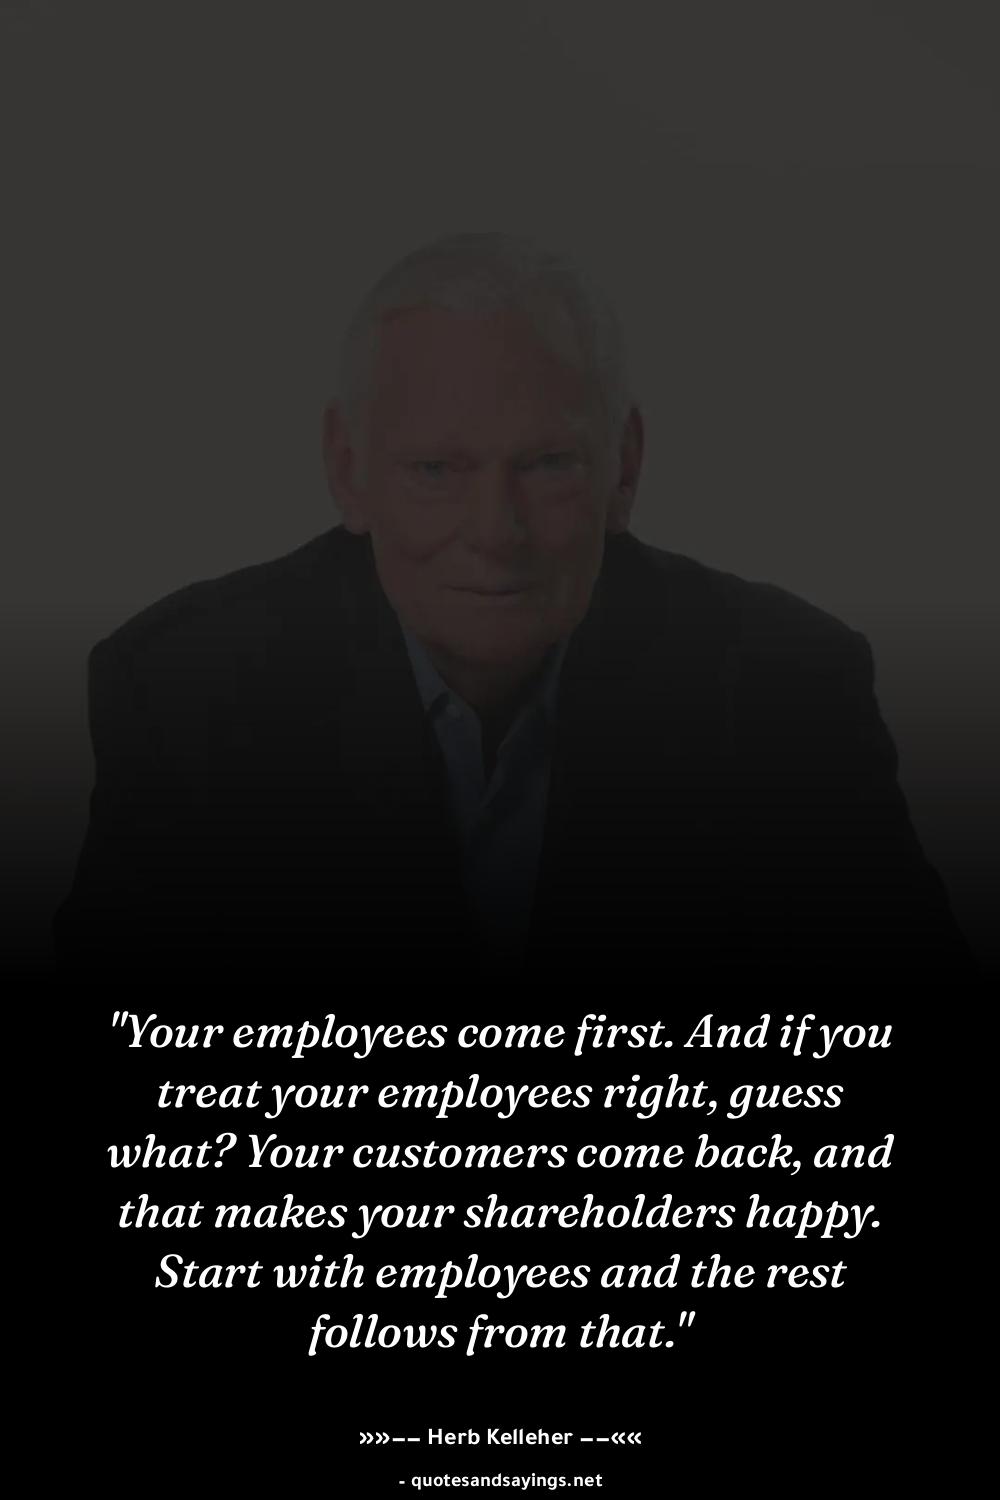 "Your employees come first. And if you
treat your employees right, guess
what? Your customers come back, and
that makes your shareholders happy.
Start with employees and the rest
follows from that."
»»−− Herb Kelleher −−««
- quotesandsayings.net